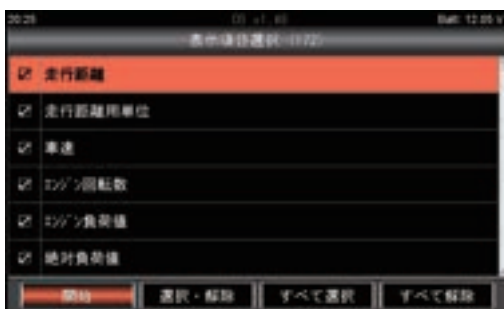 20:25 Batt: 12.05 V
表示項目選択 (1/72)
走行距離
走行距離用単位
車速
ｴﾝｼﾞﾝ回転数
ｴﾝｼﾞﾝ負荷値
絶対負荷値
開始 選択・解除 すべて選択 すべて解除